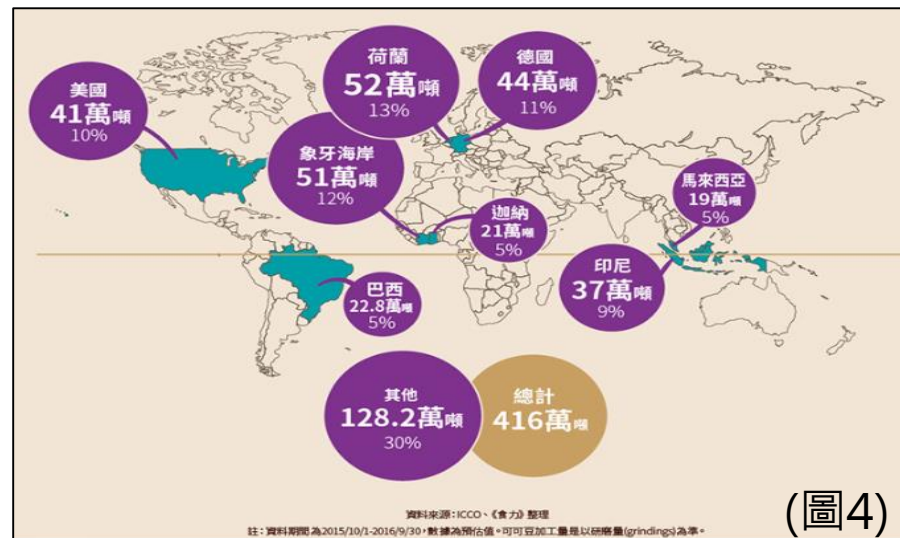 荷蘭
52萬噸
13%
德國
44萬噸
11%
美國
41萬噸
10%
象牙海岸
51萬噸
12%
馬來西亞
19萬噸
5%
迦納
21萬噸
5%
印尼
37萬噸
9%
巴西
22.8萬噸
5%
其他
128.2萬噸
30%
總計
416萬噸
(圖4)
資料來源:ICCO、《食力》整理
註:資料期間為2015/10/1-2016/9/30,數據為預估值。可可豆加工量是以研磨量(grindings)為準。